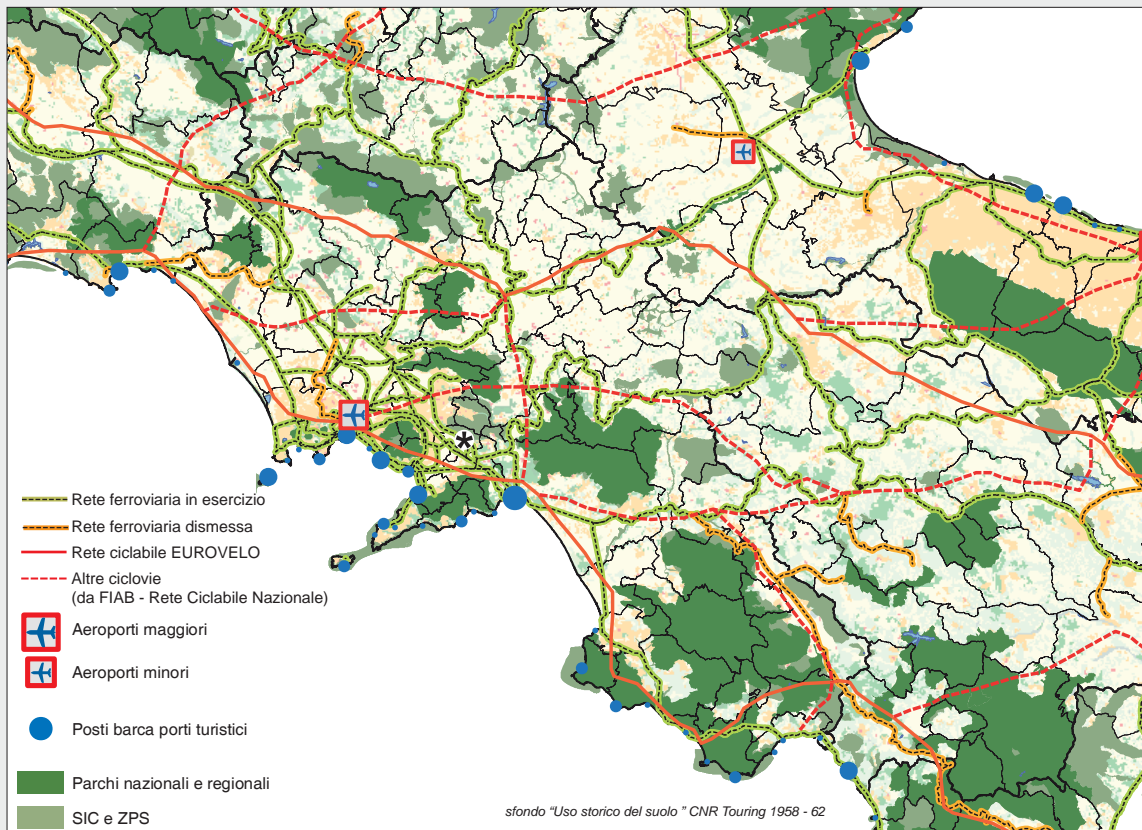 Rete ferroviaria in esercizio
Rete ferroviaria dismessa
Rete ciclabile EUROVELO
Altre ciclovie
(da FIAB - Rete Ciclabile Nazionale)
Aeroporti maggiori
Aeroporti minori
Posti barca porti turistici
Parchi nazionali e regionali
SIC e ZPS
sfondo “Uso storico del suolo ” CNR Touring 1958 - 62
*